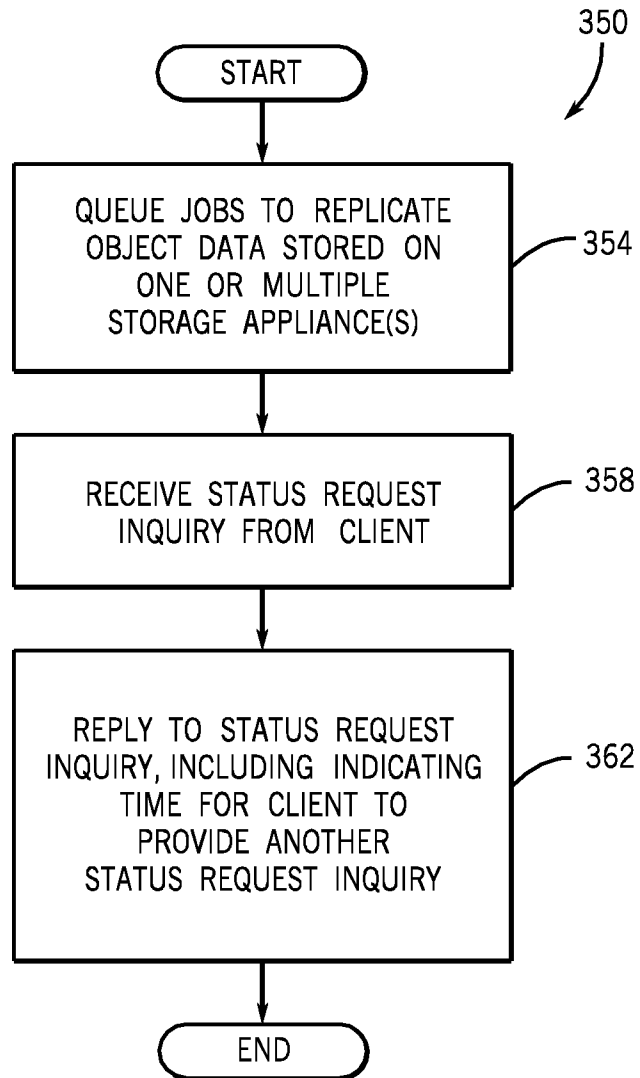 350
START
QUEUE JOBS TO REPLICATE
OBJECT DATA STORED ON
ONE OR MULTIPLE
STORAGE APPLIANCE(S)
354
RECEIVE STATUS REQUEST
INQUIRY FROM CLIENT
358
REPLY TO STATUS REQUEST
INQUIRY, INCLUDING INDICATING
TIME FOR CLIENT TO
PROVIDE ANOTHER
STATUS REQUEST INQUIRY
362
END